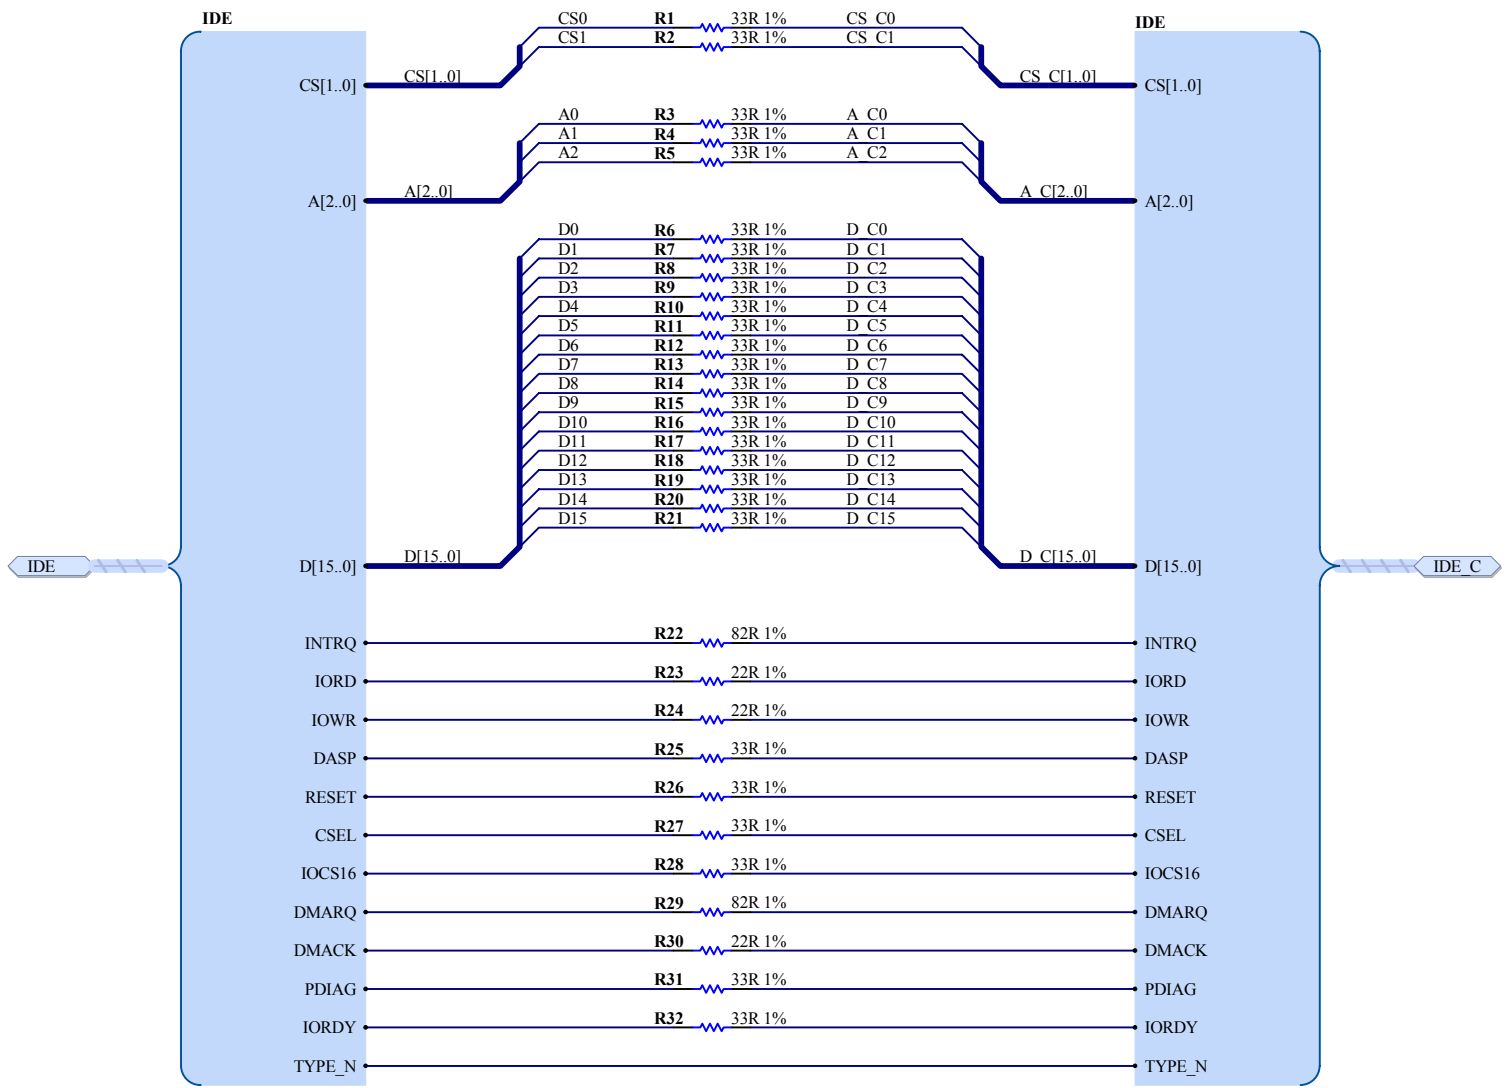 IDE IDE
CS0 R1 33R 1% CS_C0
CS1 R2 33R 1% CS_C1
CS[1..0] CS[1..0] CS_C[1..0] CS[1..0]
A0 R3 33R 1% A_C0
A1 R4 33R 1% A_C1
A2 R5 33R 1% A_C2
A[2..0] A[2..0] A_C[2..0] A[2..0]
D0 R6 33R 1% D_C0
D1 R7 33R 1% D_C1
D2 R8 33R 1% D_C2
D3 R9 33R 1% D_C3
D4 R10 33R 1% D_C4
D5 R11 33R 1% D_C5
D6 R12 33R 1% D_C6
D7 R13 33R 1% D_C7
D8 R14 33R 1% D_C8
D9 R15 33R 1% D_C9
D10 R16 33R 1% D_C10
D11 R17 33R 1% D_C11
D12 R18 33R 1% D_C12
D13 R19 33R 1% D_C13
D14 R20 33R 1% D_C14
D15 R21 33R 1% D_C15
IDE D[15..0] D[15..0] D_C[15..0] D[15..0] IDE_C
INTRQ R22 82R 1% INTRQ
IORD R23 22R 1% IORD
IOWR R24 22R 1% IOWR
DASP R25 33R 1% DASP
RESET R26 33R 1% RESET
CSEL R27 33R 1% CSEL
IOCS16 R28 33R 1% IOCS16
DMARQ R29 82R 1% DMARQ
DMACK R30 22R 1% DMACK
PDIAG R31 33R 1% PDIAG
IORDY R32 33R 1% IORDY
TYPE_N TYPE_N